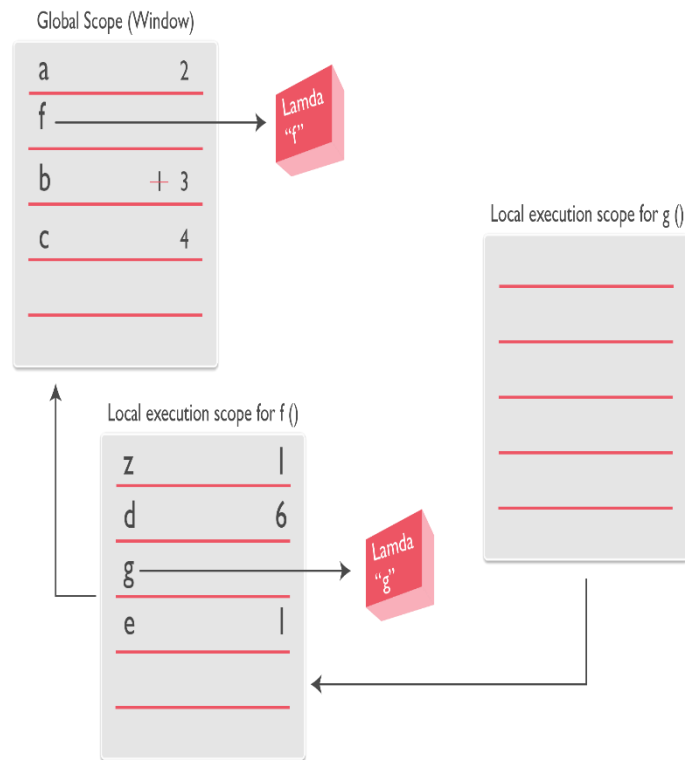 Global Scope (Window)
a 2
f
Lamda
“f”
b + 3
c 4
Local execution scope for g ()
Local execution scope for f ()
z 1
d 6
g
Lamda
“g”
e 1